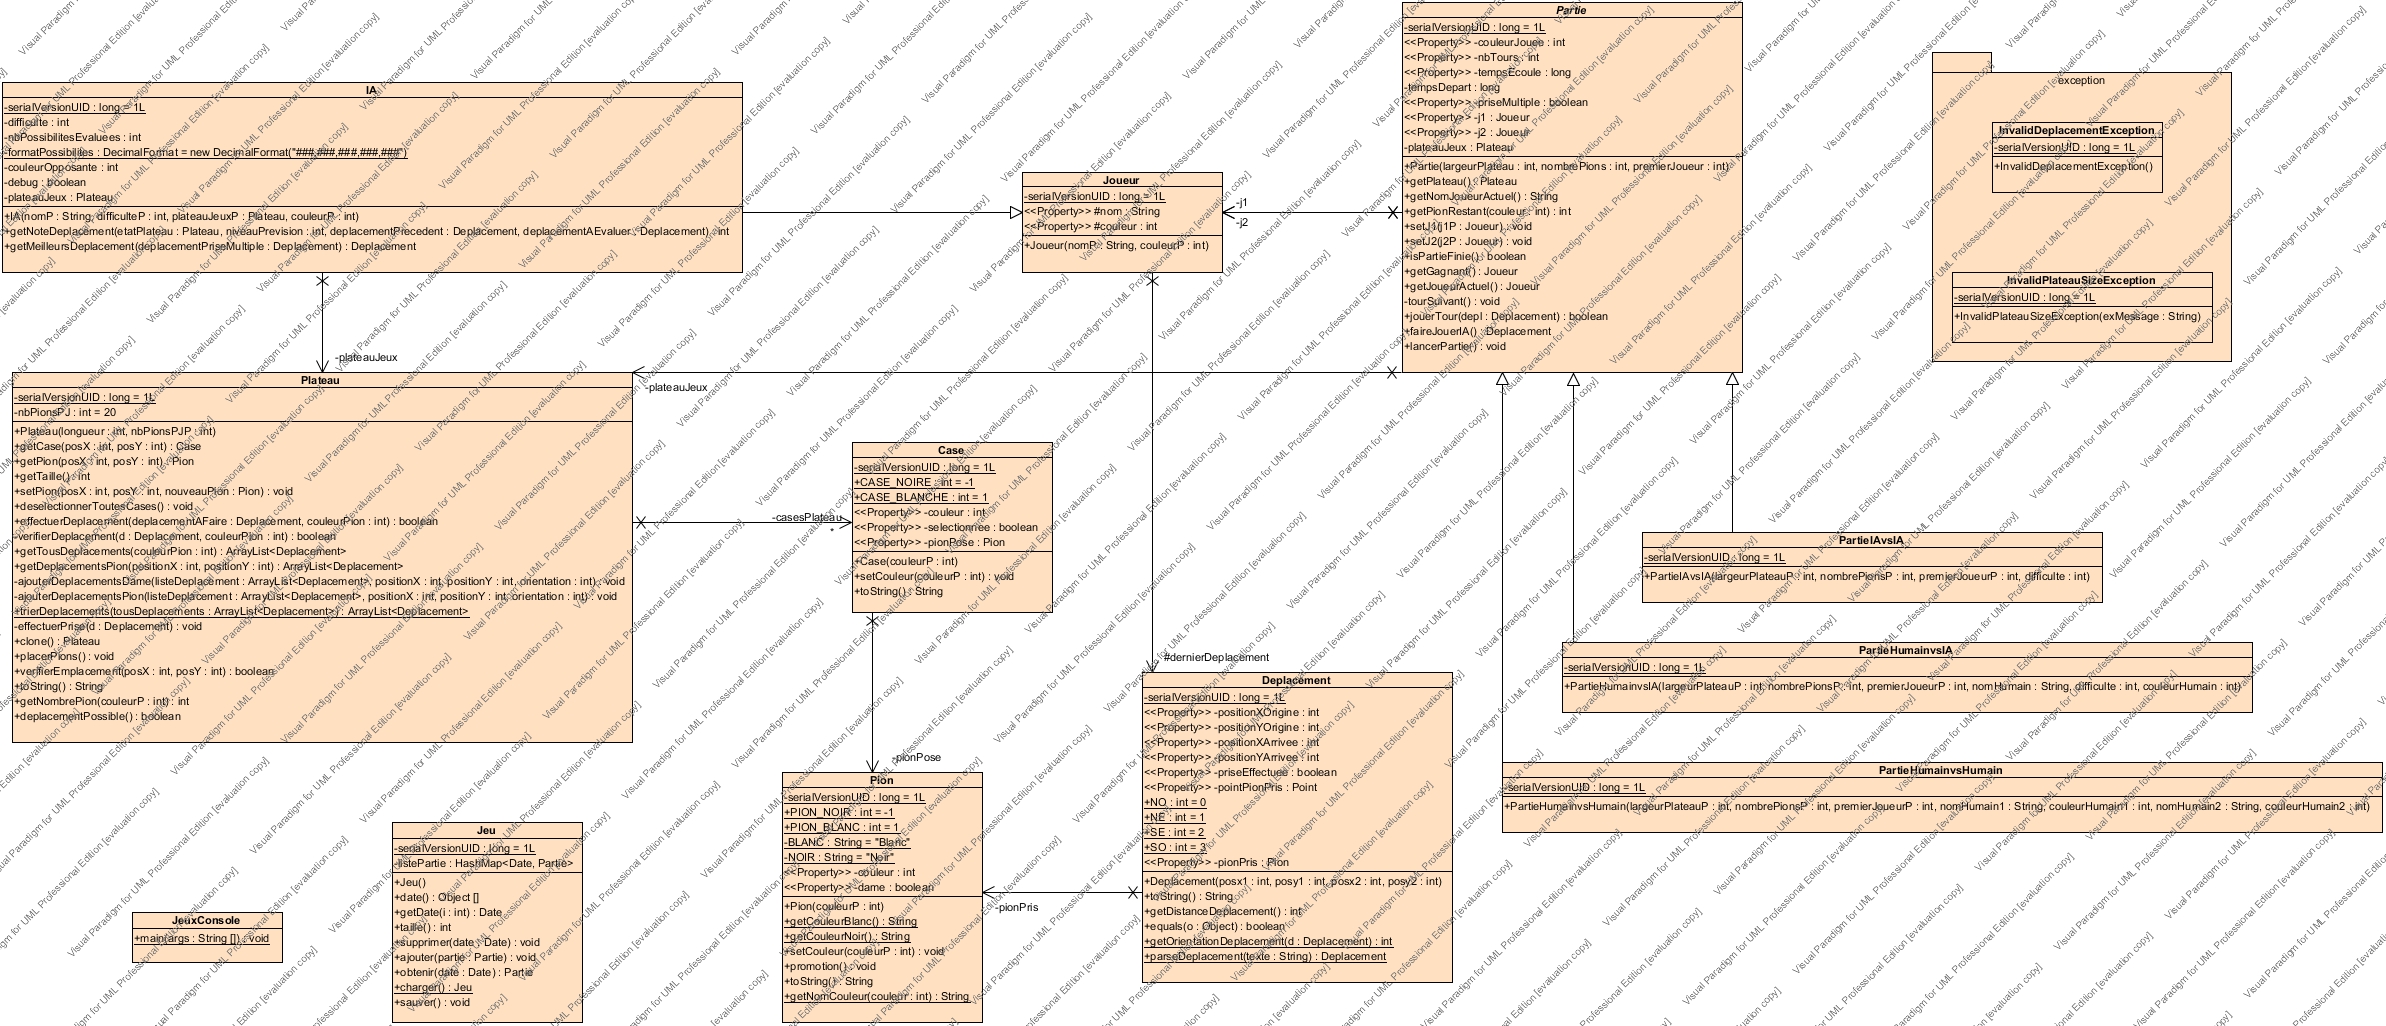 IA
-serialVersionUID : long = 1L
-difficulte : int
-nbPossibilitesEvaluees : int
-formatPossibilites : DecimalFormat = new DecimalFormat("###,###,###,###,###")
-couleurOpposante : int
-debug : boolean
-plateauJeux : Plateau
+IA(nomP : String, difficulteP : int, plateauJeuxP : Plateau, couleurP : int)
-getNoteDeplacement(etatPlateau : Plateau, niveauPrevision : int, deplacementPrecedent : Deplacement, deplacementAEvaluer : Deplacement) : int
+getMeilleursDeplacement(deplacementPriseMultiple : Deplacement) : Deplacement
Joueur
-serialVersionUID : long = 1L
<<Property>> #nom : String
<<Property>> #couleur : int
+Joueur(nomP : String, couleurP : int)
-j1
-j2
Partie
-serialVersionUID : long = 1L
<<Property>> -couleurJouee : int
<<Property>> -nbTours : int
<<Property>> -tempsEcoule : long
-tempsDepart : long
<<Property>> -priseMultiple : boolean
<<Property>> -j1 : Joueur
<<Property>> -j2 : Joueur
-plateauJeux : Plateau
+Partie(largeurPlateau : int, nombrePions : int, premierJoueur : int)
+getPlateau() : Plateau
+getNomJoueurActuel() : String
+getPionRestant(couleur : int) : int
+setJ1(j1P : Joueur) : void
+setJ2(j2P : Joueur) : void
+isPartieFinie() : boolean
+getGagnant() : Joueur
+getJoueurActuel() : Joueur
-tourSuivant() : void
+jouerTour(depl : Deplacement) : boolean
+faireJouerIA() : Deplacement
+lancerPartie() : void
exception
InvalidDeplacementException
-serialVersionUID : long = 1L
+InvalidDeplacementException()
InvalidPlateauSizeException
-serialVersionUID : long = 1L
+InvalidPlateauSizeException(exMessage : String)
-plateauJeux
-plateauJeux
Plateau
-serialVersionUID : long = 1L
-nbPionsPJ : int = 20
+Plateau(longueur : int, nbPionsPJP : int)
+getCase(posX : int, posY : int) : Case
+getPion(posX : int, posY : int) : Pion
+getTaille() : int
+setPion(posX : int, posY : int, nouveauPion : Pion) : void
+deselectionnerToutesCases() : void
+effectuerDeplacement(deplacementAFaire : Deplacement, couleurPion : int) : boolean
-verifierDeplacement(d : Deplacement, couleurPion : int) : boolean
+getTousDeplacements(couleurPion : int) : ArrayList<Deplacement>
+getDeplacementsPion(positionX : int, positionY : int) : ArrayList<Deplacement>
-ajouterDeplacementsDame(listeDeplacement : ArrayList<Deplacement>, positionX : int, positionY : int, orientation : int) : void
-ajouterDeplacementsPion(listeDeplacement : ArrayList<Deplacement>, positionX : int, positionY : int, orientation : int) : void
+trierDeplacements(tousDeplacements : ArrayList<Deplacement>) : ArrayList<Deplacement>
-effectuerPrise(d : Deplacement) : void
+clone() : Plateau
+placerPions() : void
+verifierEmplacement(posX : int, posY : int) : boolean
+toString() : String
+getNombrePion(couleurP : int) : int
+deplacementPossible() : boolean
-casesPlateau
*
Case
-serialVersionUID : long = 1L
+CASE_NOIRE : int = -1
+CASE_BLANCHE : int = 1
<<Property>> -couleur : int
<<Property>> -selectionnee : boolean
<<Property>> -pionPose : Pion
+Case(couleurP : int)
+setCouleur(couleurP : int) : void
+toString() : String
-pionPose
Pion
-serialVersionUID : long = 1L
+PION_NOIR : int = -1
+PION_BLANC : int = 1
-BLANC : String = "Blanc"
-NOIR : String = "Noir"
<<Property>> -couleur : int
<<Property>> -dame : boolean
+Pion(couleurP : int)
+getCouleurBlanc() : String
+getCouleurNoir() : String
+setCouleur(couleurP : int) : void
+promotion() : void
+toString() : String
+getNomCouleur(couleur : int) : String
-pionPris
#dernierDeplacement
Deplacement
-serialVersionUID : long = 1L
<<Property>> -positionXOrigine : int
<<Property>> -positionYOrigine : int
<<Property>> -positionXArrivee : int
<<Property>> -positionYArrivee : int
<<Property>> -priseEffectuee : boolean
<<Property>> -pointPionPris : Point
+NO : int = 0
+NE : int = 1
+SE : int = 2
+SO : int = 3
<<Property>> -pionPris : Pion
+Deplacement(posx1 : int, posy1 : int, posx2 : int, posy2 : int)
+toString() : String
+getDistanceDeplacement() : int
+equals(o : Object) : boolean
+getOrientationDeplacement(d : Deplacement) : int
+parseDeplacement(texte : String) : Deplacement
PartieIAvsIA
-serialVersionUID : long = 1L
+PartieIAvsIA(largeurPlateauP : int, nombrePionsP : int, premierJoueurP : int, difficulte : int)
PartieHumainvsIA
-serialVersionUID : long = 1L
+PartieHumainvsIA(largeurPlateauP : int, nombrePionsP : int, premierJoueurP : int, nomHumain : String, difficulte : int, couleurHumain : int)
PartieHumainvsHumain
-serialVersionUID : long = 1L
+PartieHumainvsHumain(largeurPlateauP : int, nombrePionsP : int, premierJoueurP : int, nomHumain1 : String, couleurHumain1 : int, nomHumain2 : String, couleurHumain2 : int)
Jeu
-serialVersionUID : long = 1L
-listePartie : HashMap<Date, Partie>
+Jeu()
+date() : Object []
+getDate(i : int) : Date
+taille() : int
+supprimer(date : Date) : void
+ajouter(partie : Partie) : void
+obtenir(date : Date) : Partie
+charger() : Jeu
+sauver() : void
JeuxConsole
+main(args : String []) : void
Visual Paradigm for UML Professional Edition [evaluation copy]